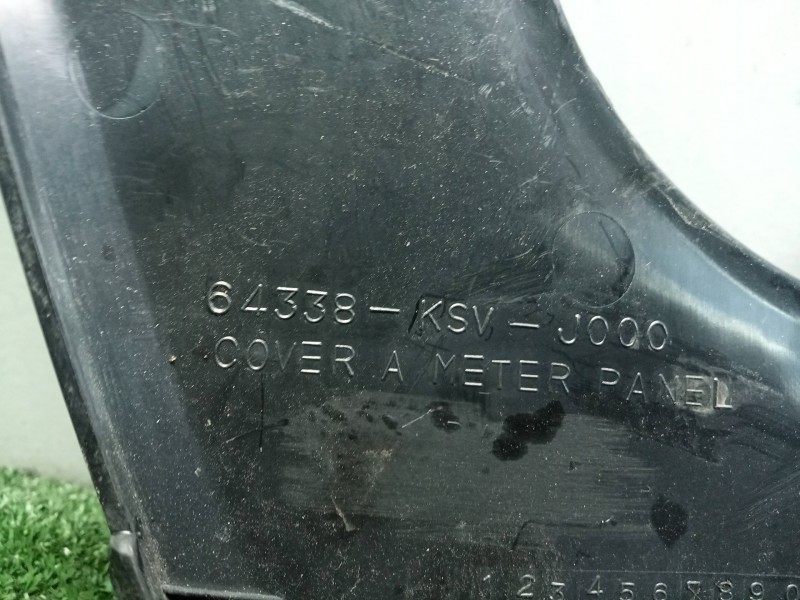 64338-KSV-J000
COVER A METER PANEL
1234567890